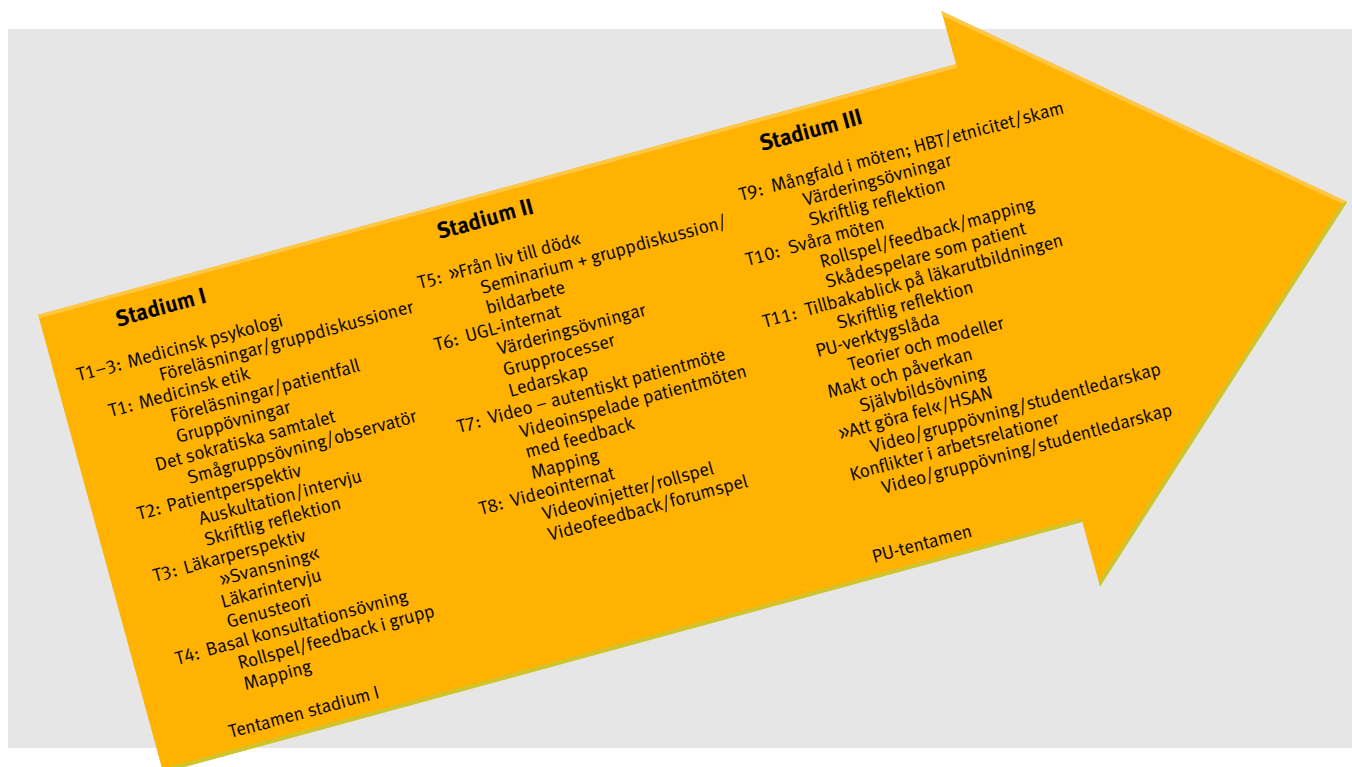 Stadium I
T1–3: Medicinsk psykologi
Föreläsningar/gruppdiskussioner
T1: Medicinsk etik
Föreläsningar/patientfall
Gruppövningar
Det sokratiska samtalet
Smågruppsövning/observatör
T2: Patientperspektiv
Auskultation/intervju
Skriftlig reflektion
T3: Läkarperspektiv
»Svansning«
Läkarintervju
Genusteori
T4: Basal konsultationsövning
Rollspel/feedback i grupp
Mapping
Tentamen stadium I
Stadium II
T5: »Från liv till död«
Seminarium + gruppdiskussion/
bildarbete
T6: UGL-internat
Värderingsövningar
Grupprocesser
Ledarskap
T7: Video – autentiskt patientmöte
Videoinspelade patientmöten
med feedback
Mapping
T8: Videointernat
Videovinjetter/rollspel
Videofeedback/forumspel
Stadium III
T9: Mångfald i möten; HBT/etnicitet/skam
Värderingsövningar
Skriftlig reflektion
T10: Svåra möten
Rollspel/feedback/mapping
Skådespelare som patient
T11: Tillbakablick på läkarutbildningen
Skriftlig reflektion
PU-verktygslåda
Teorier och modeller
Makt och påverkan
Självbildsövning
»Att göra fel«/HSAN
Video/gruppövning/studentledarskap
Konflikter i arbetsrelationer
Video/gruppövning/studentledarskap
PU-tentamen